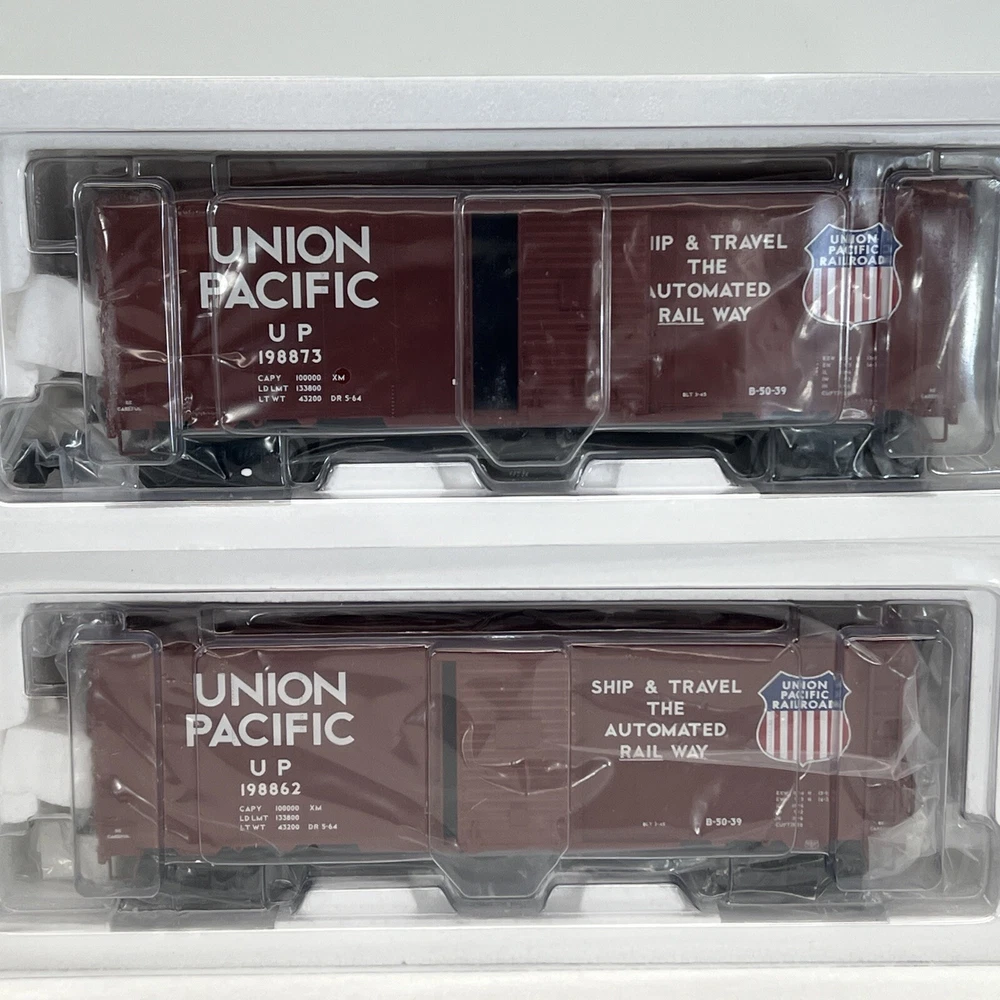 UNION
PACIFIC
UP
198873
CAPY 100000 XM
LD LMT 133800
LT WT 43200 DR 5-64
IP & TRAVEL
THE
AUTOMATED
RAIL WAY
B-50-39
UNION
PACIFIC
RAILROAD
UNION
PACIFIC
UP
198862
CAPY 100000 XM
LD LMT 133800
LT WT 43200 DR 5-64
SHIP & TRAVEL
THE
AUTOMATED
RAIL WAY
B-50-39
UNION
PACIFIC
RAILROAD